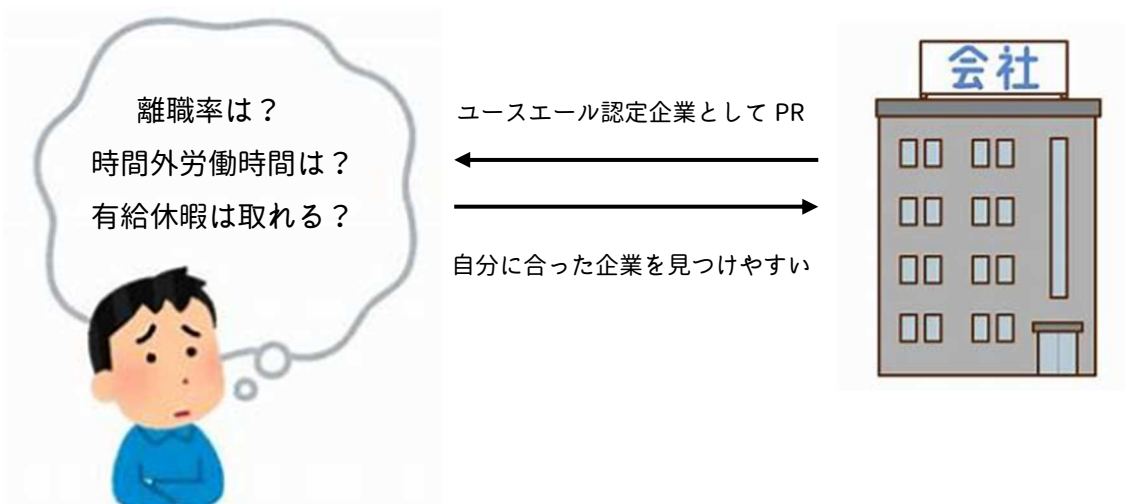 離職率は？
時間外労働時間は？
有給休暇は取れる？
ユースエール認定企業として PR
自分に合った企業を見つけやすい
会社